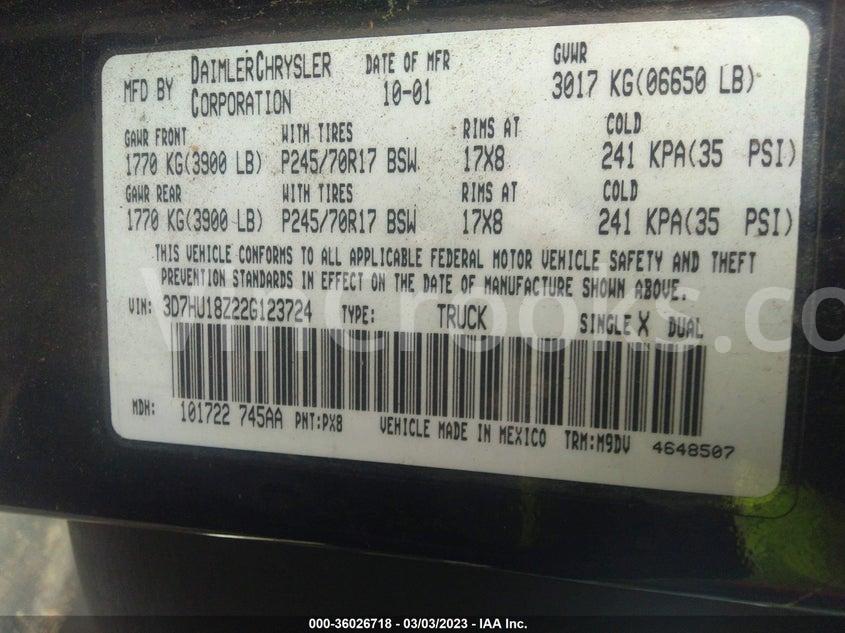 MFD BY DAIMLERCHRYSLER CORPORATION DATE OF MFR 10-01 GVWR 3017 KG(06650 LB)
GAWR FRONT WITH TIRES RIMS AT COLD
1770 KG(3900 LB) P245/70R17 BSW 17X8 241 KPA(35 PSI)
GAWR REAR WITH TIRES RIMS AT COLD
1770 KG(3900 LB) P245/70R17 BSW 17X8 241 KPA(35 PSI)
THIS VEHICLE CONFORMS TO ALL APPLICABLE FEDERAL MOTOR VEHICLE SAFETY AND THEFT
PREVENTION STANDARDS IN EFFECT ON THE DATE OF MANUFACTURE SHOWN ABOVE.
VIN: 3D7HU18Z22G123724 TYPE: TRUCK SINGLE X DUAL
MDH: 101722 745AA PNT:PX8 VEHICLE MADE IN MEXICO TRM:M9DV 4648507
VinCrooks.co
000-36026718 - 03/03/2023 - IAA Inc.